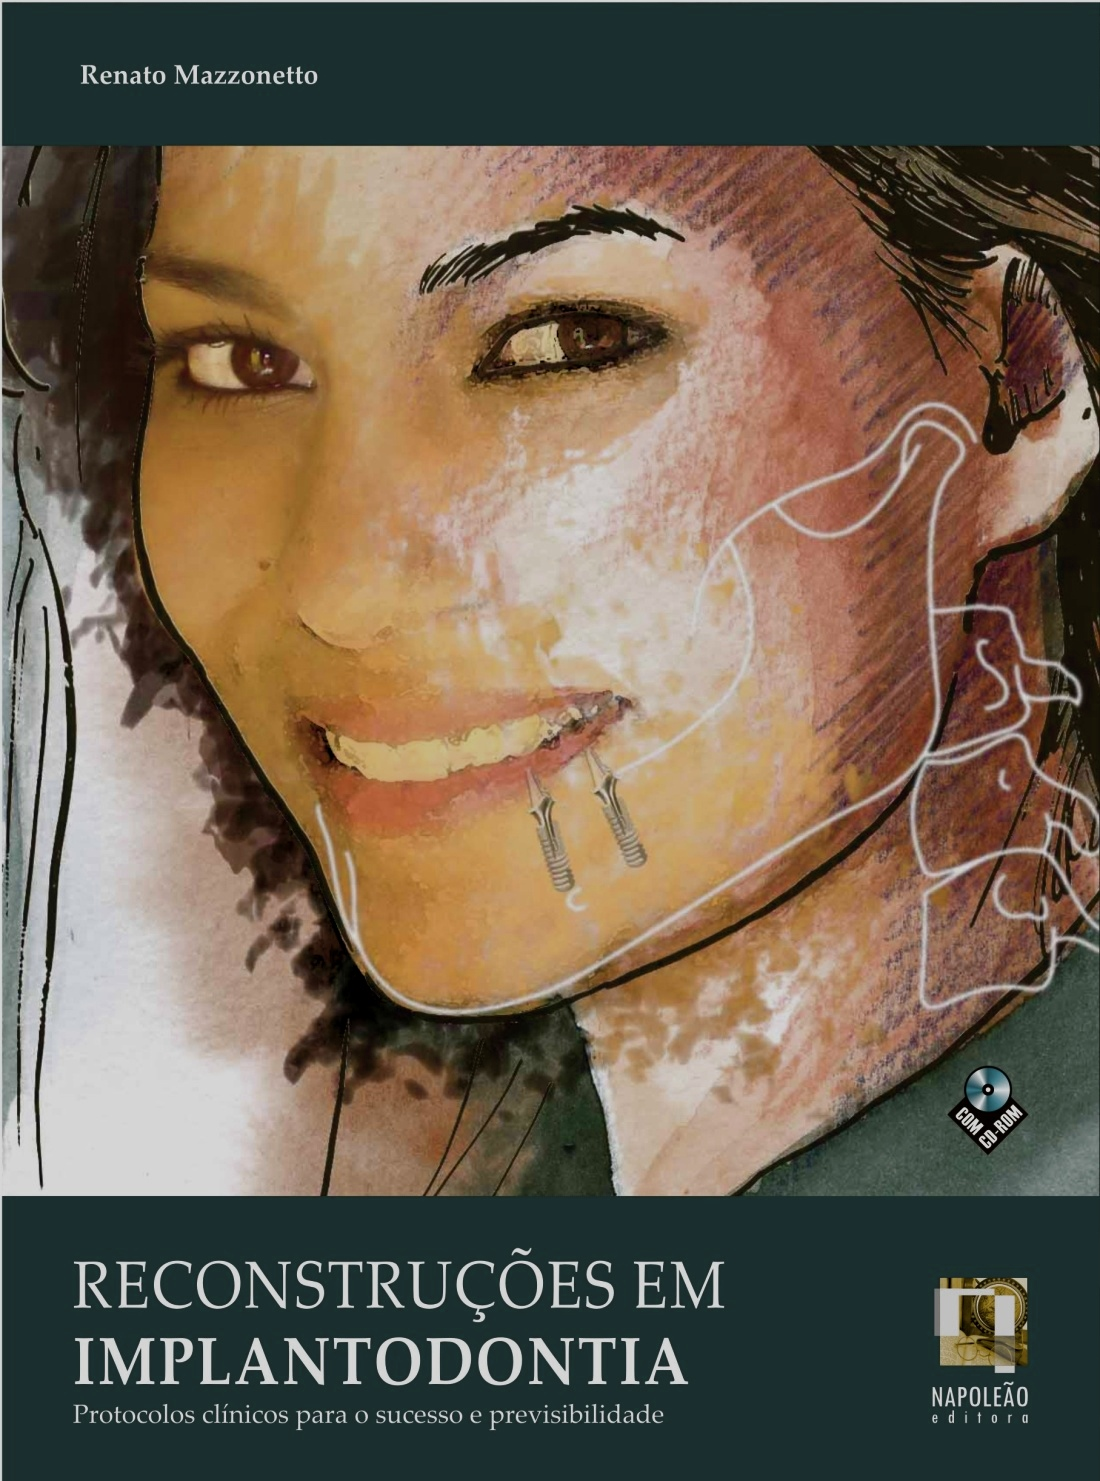 Renato Mazzonetto
COM
CD-ROM
RECONSTRUÇÕES EM
IMPLANTODONTIA
Protocolos clínicos para o sucesso e previsibilidade
NAPOLEÃO
editora